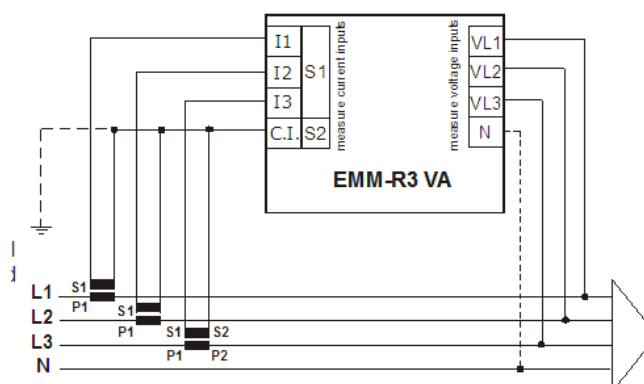 I1
I2
I3
C.I.
S1
S2
measure current inputs
measure voltage inputs
VL1
VL2
VL3
N
EMM-R3 VA
L1
S1
P1
L2
S1
P1
L3
S1
S2
P1
P2
N